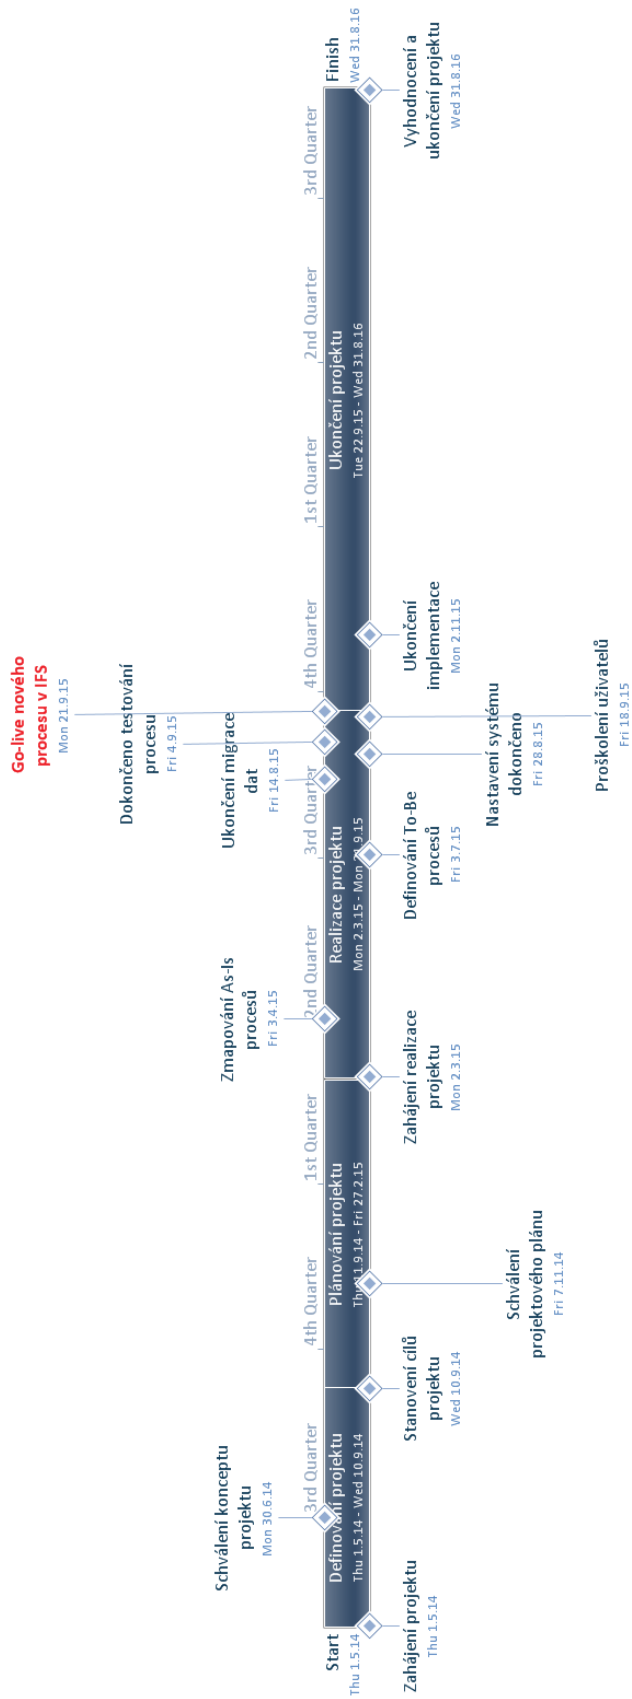 Go-live nového
procesu v IFS
Mon 21.9.15
Dokončeno testování
procesu
Fri 4.9.15
Schválení konceptu
projektu
Mon 30.6.14
Zmapování As-Is
procesů
Fri 3.4.15
Ukončení migrace
dat
Fri 14.8.15
3rd Quarter
4th Quarter
1st Quarter
2nd Quarter
3rd Quarter
4th Quarter
1st Quarter
2nd Quarter
3rd Quarter
Start
Thu 1.5.14
Definování projektu
Thu 1.5.14 - Wed 10.9.14
Plánování projektu
Thu 11.9.14 - Fri 27.2.15
Realizace projektu
Mon 2.3.15 - Mon 21.9.15
Ukončení projektu
Tue 22.9.15 - Wed 31.8.16
Finish
Wed 31.8.16
Zahájení projektu
Thu 1.5.14
Stanovení cílů
projektu
Wed 10.9.14
Zahájení realizace
projektu
Mon 2.3.15
Definování To-Be
procesů
Fri 3.7.15
Ukončení
implementace
Mon 2.11.15
Vyhodnocení a
ukončení projektu
Wed 31.8.16
Schválení
projektového plánu
Fri 7.11.14
Nastavení systému
dokončeno
Fri 28.8.15
Proškolení uživatelů
Fri 18.9.15